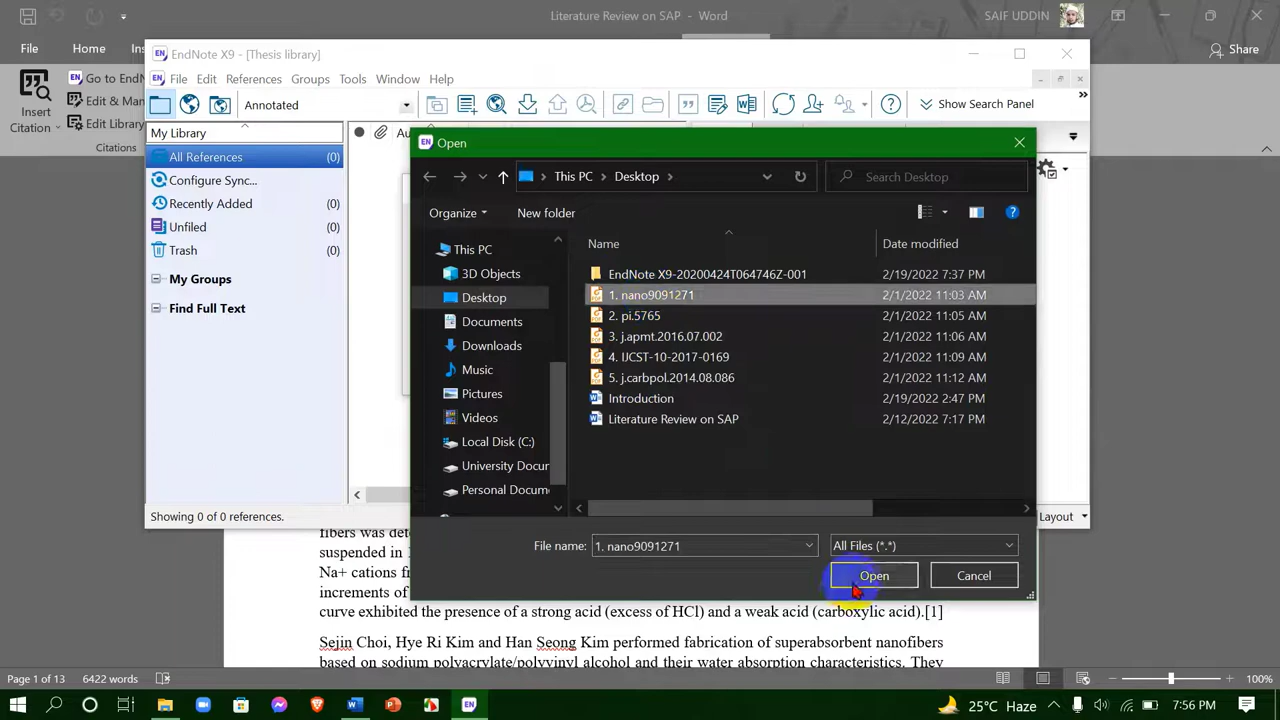 Literature Review on SAP - Word
SAIF UDDIN
File
Home
Share
EndNote X9 - [Thesis library]
File Edit References Groups Tools Window Help
Go to EndN
Edit & Man
Edit Library
Insert
Citation
Citations
Annotated
Show Search Panel
My Library
All References (0)
Configure Sync... (0)
Recently Added (0)
Unfiled (0)
Trash (0)
My Groups
Find Full Text
Showing 0 of 0 references.
Layout
Au
Open
This PC > Desktop >
Search Desktop
Organize
New folder
This PC
3D Objects
Desktop
Documents
Downloads
Music
Pictures
Videos
Local Disk (C:)
University Docur
Personal Docum
Name Date modified
EndNote X9-20200424T064746Z-001 2/19/2022 7:37 PM
1. nano9091271 2/1/2022 11:03 AM
2. pi.5765 2/1/2022 11:05 AM
3. j.apmt.2016.07.002 2/1/2022 11:06 AM
4. IJCST-10-2017-0169 2/1/2022 11:09 AM
5. j.carbpol.2014.08.086 2/1/2022 11:12 AM
Introduction 2/19/2022 2:47 PM
Literature Review on SAP 2/12/2022 7:17 PM
File name: 1. nano9091271 All Files (*.*)
Open Cancel
fibers was dete
suspended in 1
Na+ cations fr
increments of
curve exhibited the presence of a strong acid (excess of HCl) and a weak acid (carboxylic acid).[1]
Sejin Choi, Hye Ri Kim and Han Seong Kim performed fabrication of superabsorbent nanofibers
based on sodium polyacrylate/polyvinyl alcohol and their water absorption characteristics. They
Page 1 of 13 6422 words
100%
25°C Haze
7:56 PM